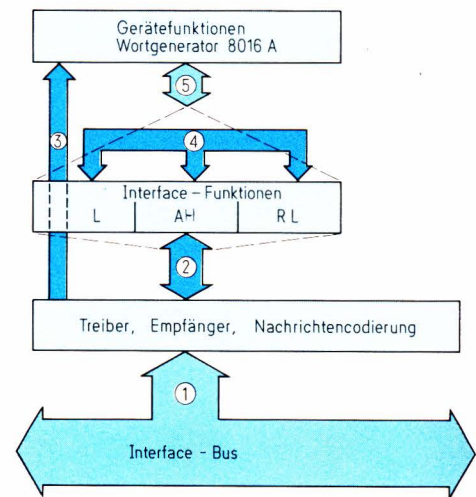 Gerätefunktionen
Wortgenerator 8016 A
5
3
4
Interface - Funktionen
L AH RL
2
Treiber, Empfänger, Nachrichtencodierung
1
Interface - Bus